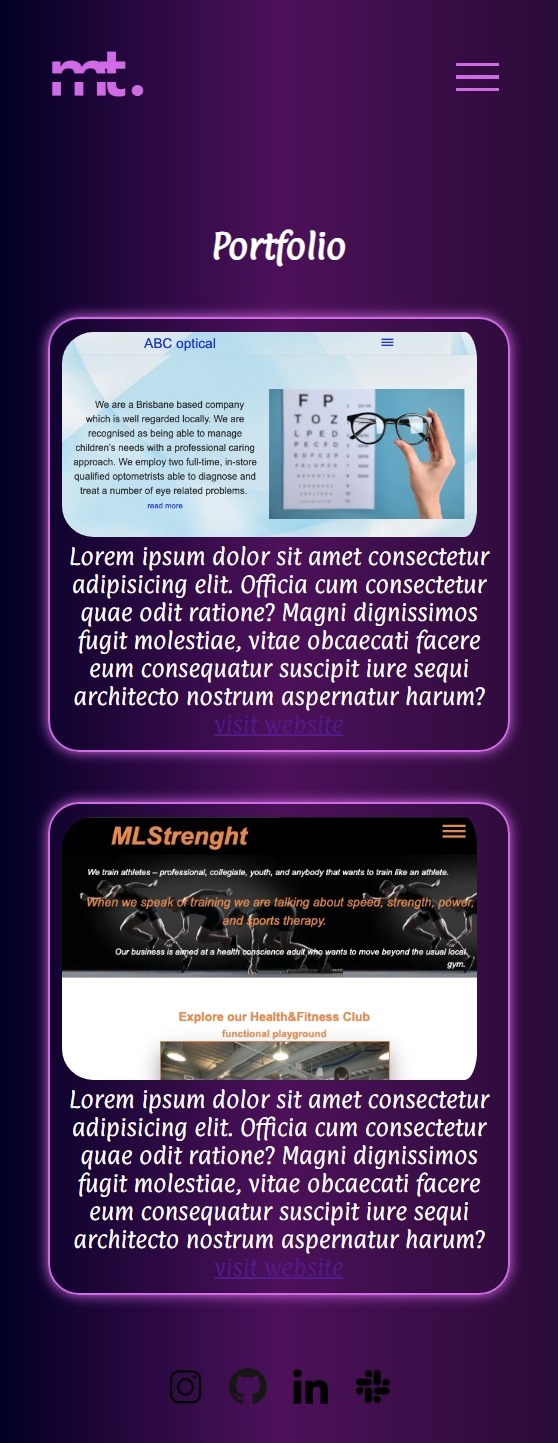 mt.
Portfolio
ABC optical
We are a Brisbane based company
which is well regarded locally. We are
recognised as being able to manage
children's needs with a professional caring
approach. We employ two full-time, in-store
qualified optometrists able to diagnose and
treat a number of eye related problems.
read more
F P
T O Z
L P E D
P E C F D
E D F C Z P
Lorem ipsum dolor sit amet consectetur
adipisicing elit. Officia cum consectetur
quae odit ratione? Magni dignissimos
fugit molestiae, vitae obcaecati facere
eum consequatur suscipit iure sequi
architecto nostrum aspernatur harum?
visit website
MLStrenght
We train athletes – professional, collegiate, youth, and anybody that wants to train like an athlete.
When we speak of training we are talking about speed, strength, power,
and sports therapy.
Our business is aimed at a health conscience adult who wants to move beyond the usual local
gym.
Explore our Health&Fitness Club
functional playground
Lorem ipsum dolor sit amet consectetur
adipisicing elit. Officia cum consectetur
quae odit ratione? Magni dignissimos
fugit molestiae, vitae obcaecati facere
eum consequatur suscipit iure sequi
architecto nostrum aspernatur harum?
visit website
in